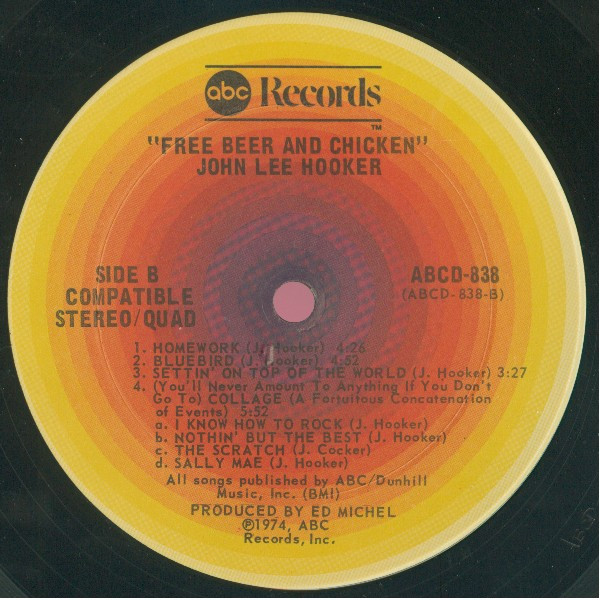 abc Records
TM
"FREE BEER AND CHICKEN"
JOHN LEE HOOKER
SIDE B
COMPATIBLE
STEREO/QUAD
ABCD-838
(ABCD-838-B)
1. HOMEWORK (J. Hooker) 4:26
2. BLUEBIRD (J. Hooker) 4:52
3. SETTIN' ON TOP OF THE WORLD (J. Hooker) 3:27
4. (You'll Never Amount To Anything If You Don't
Go To) COLLAGE (A Fortuitous Concatenation
of Events) 5:52
a. I KNOW HOW TO ROCK (J. Hooker)
b. NOTHIN' BUT THE BEST (J. Hooker)
c. THE SCRATCH (J. Cocker)
d. SALLY MAE (J. Hooker)
All songs published by ABC/Dunhill
Music, Inc. (BMI)
PRODUCED BY ED MICHEL
℗1974, ABC
Records, Inc.